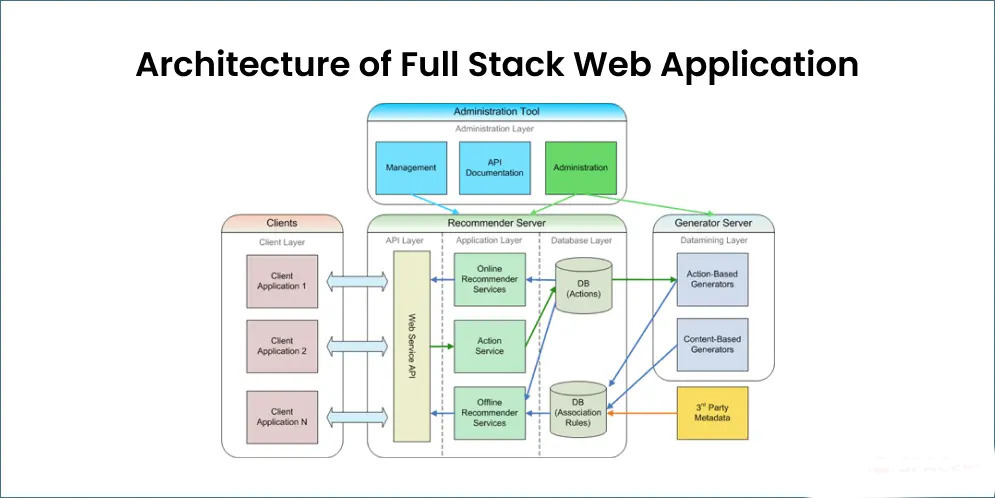 Architecture of Full Stack Web Application
Administration Tool
Administration Layer
Management
API
Documentation
Administration
Clients
Client Layer
Client
Application 1
Client
Application 2
Client
Application N
Recommender Server
API Layer
Application Layer
Database Layer
Web Service API
Online
Recommender
Services
Action
Service
Offline
Recommender
Services
DB
(Actions)
DB
(Association
Rules)
Generator Server
Datamining Layer
Action-Based
Generators
Content-Based
Generators
3rd Party
Metadata